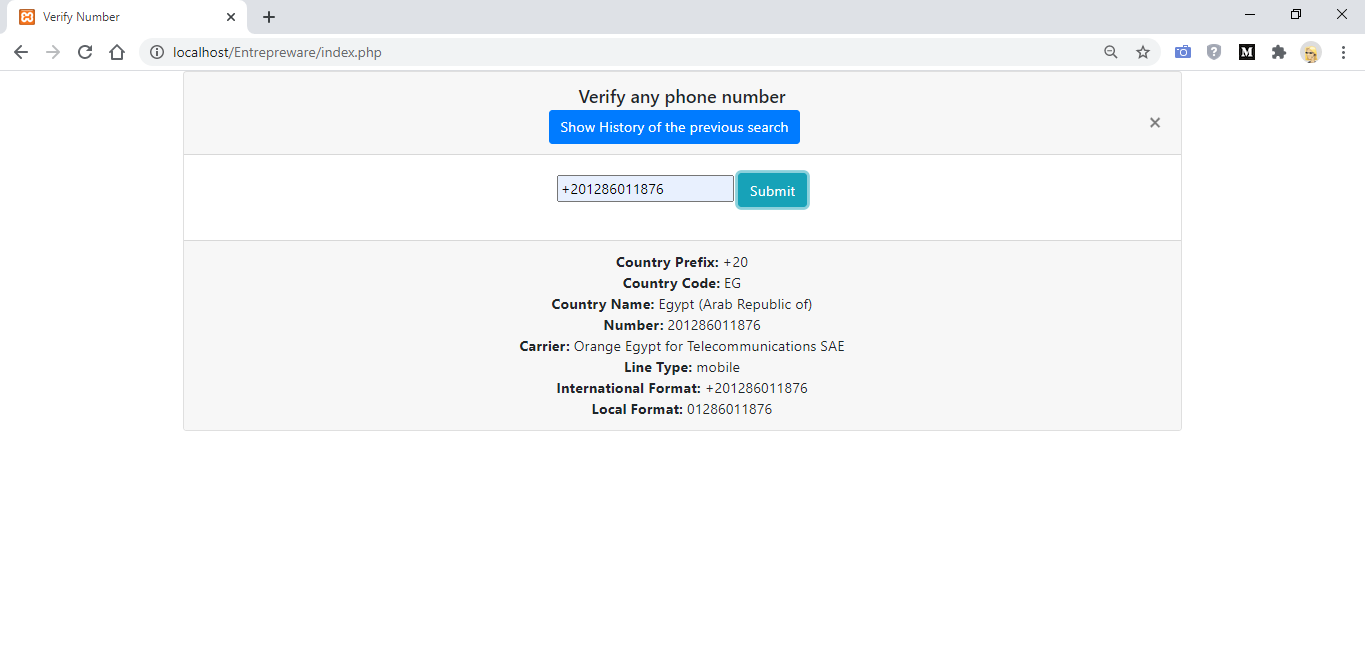 Verify Number
localhost/Entrepreware/index.php
M
Verify any phone number
Show History of the previous search
+201286011876 Submit
Country Prefix: +20
Country Code: EG
Country Name: Egypt (Arab Republic of)
Number: 201286011876
Carrier: Orange Egypt for Telecommunications SAE
Line Type: mobile
International Format: +201286011876
Local Format: 01286011876